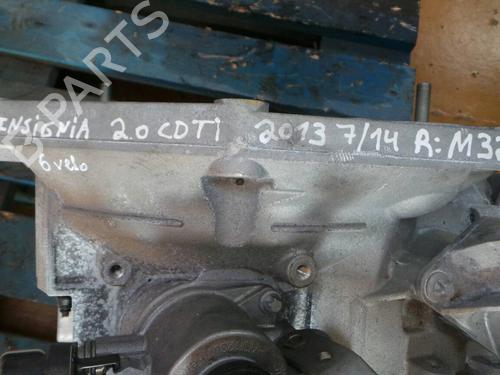 INSIGNIA 2.0 CDTI 2013 7/14 R: M32
6 velo
B-PARTS